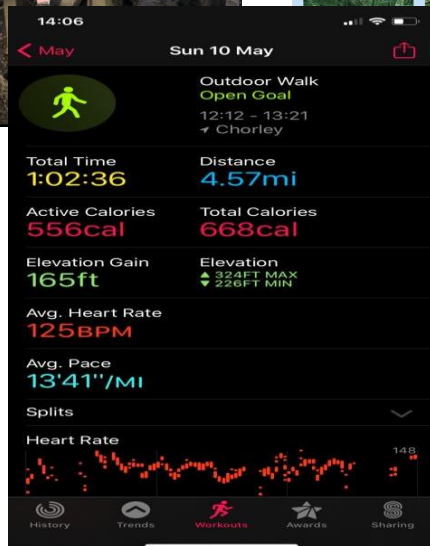 14:06
May Sun 10 May
Outdoor Walk
Open Goal
12:12 - 13:21
Chorley
Total Time Distance
1:02:36 4.57mi
Active Calories Total Calories
556cal 668cal
Elevation Gain Elevation
165ft 324FT MAX
226FT MIN
Avg. Heart Rate
125BPM
Avg. Pace
13'41"/MI
Splits
Heart Rate
148
History Trends Workouts Awards Sharing